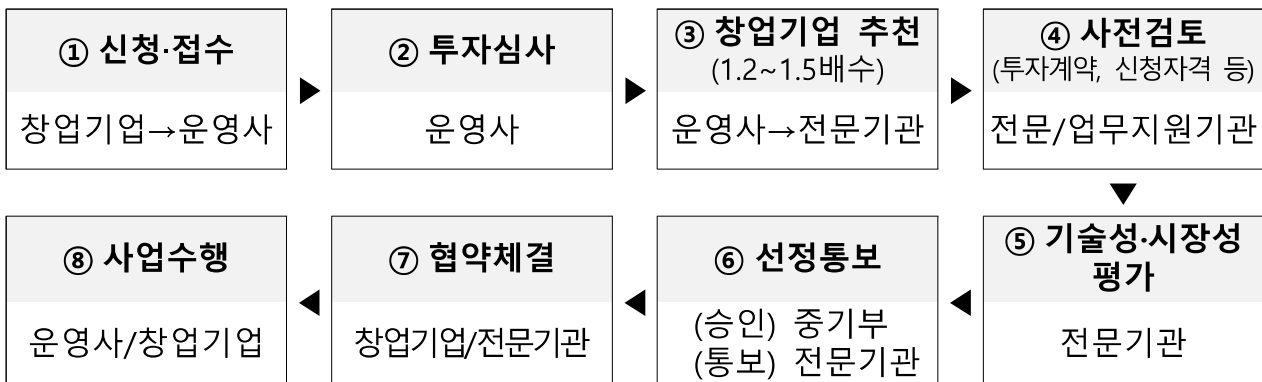 ① 신청·접수
창업기업→운영사
② 투자심사
운영사
③ 창업기업 추천
(1.2~1.5배수)
운영사→전문기관
④ 사전검토
(투자계약, 신청자격 등)
전문/업무지원기관
⑤ 기술성·시장성
평가
전문기관
⑥ 선정통보
(승인) 중기부
(통보) 전문기관
⑦ 협약체결
창업기업/전문기관
⑧ 사업수행
운영사/창업기업